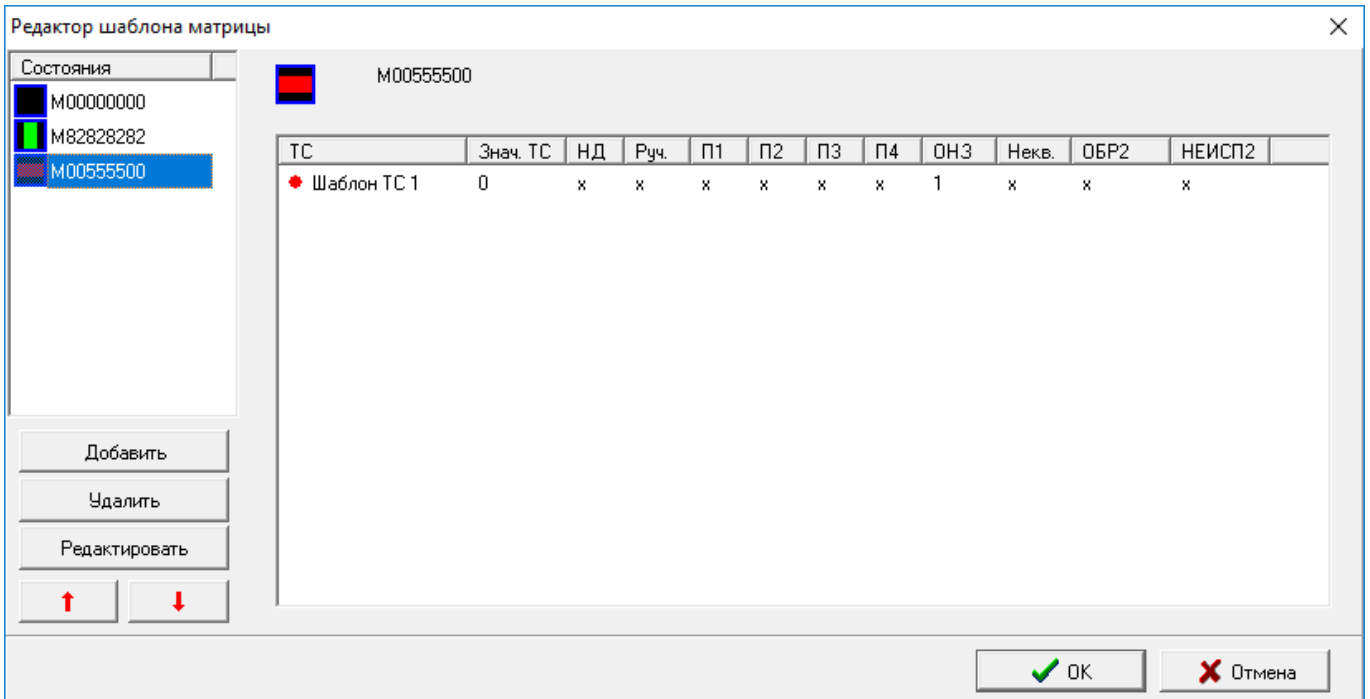 Редактор шаблона матрицы
Состояния
M00000000
M82828282
M00555500
Добавить
Удалить
Редактировать
M00555500
ТС Знач. ТС НД Руч. П1 П2 П3 П4 ОНЗ Некв. ОБР2 НЕИСП2
Шаблон ТС 1 0 x x x x x x 1 x x x
OK Отмена